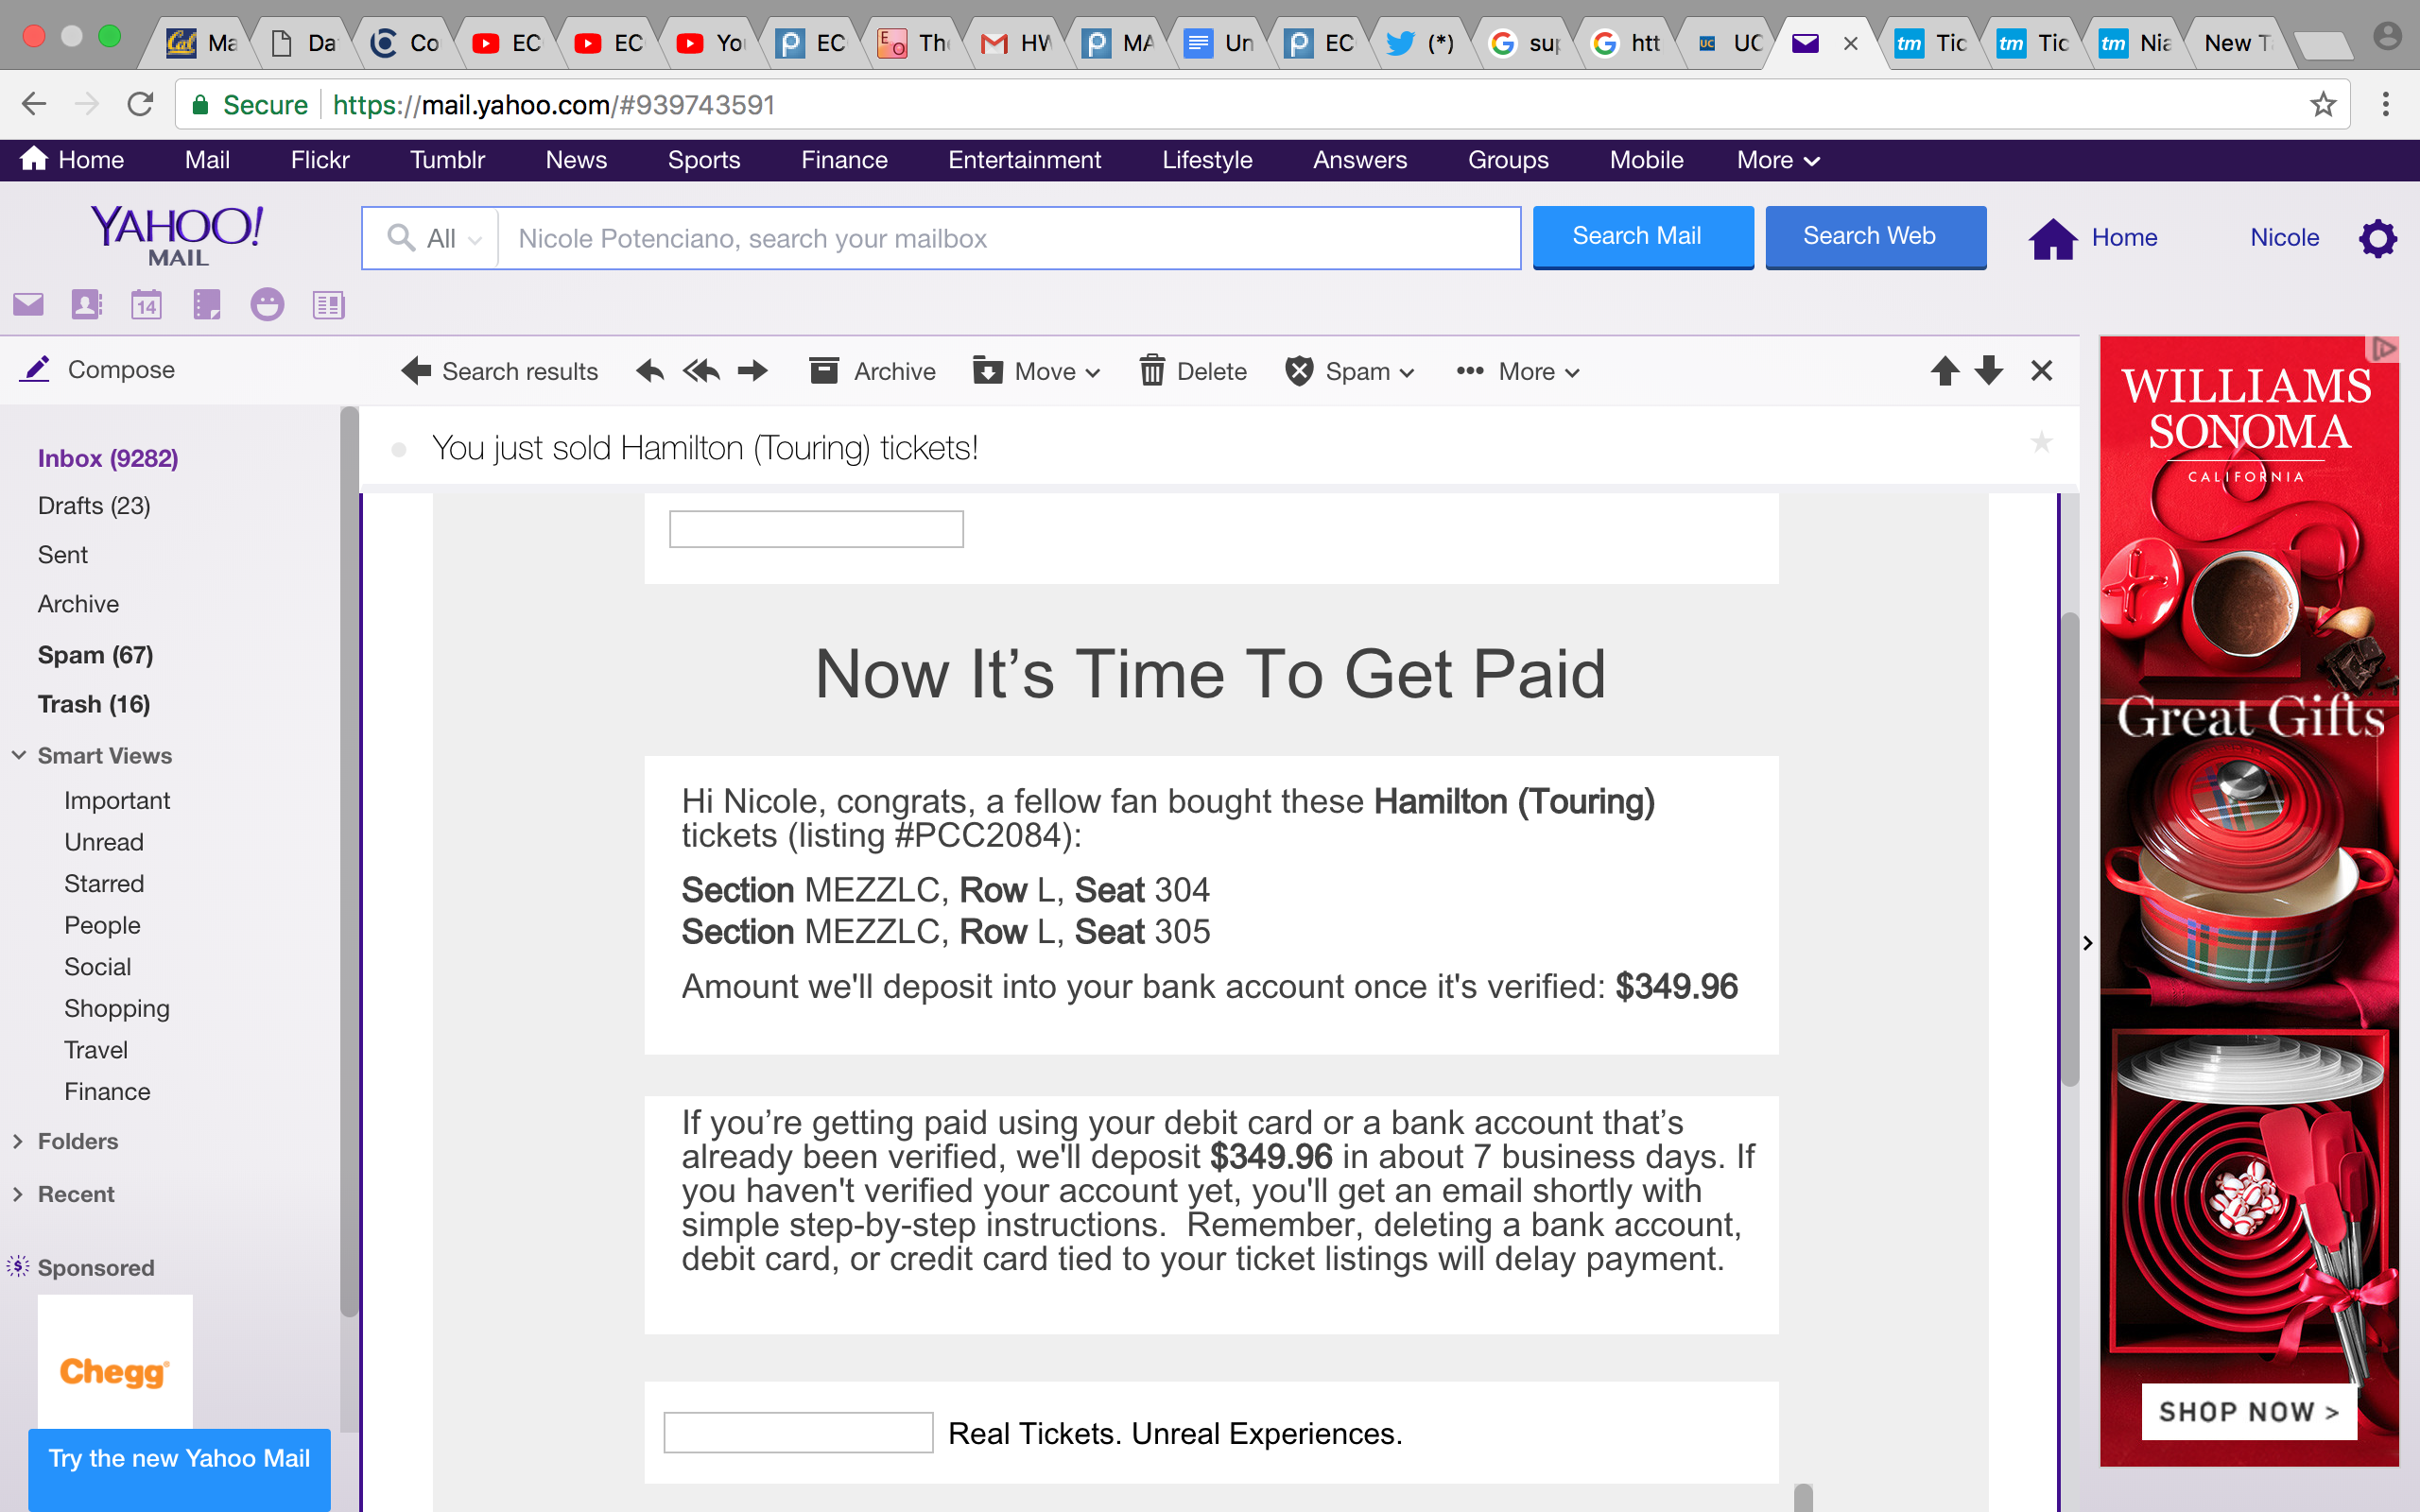 Ma Da Co EC EC Yo EC Th HW MA Un EC (*) sup htt UC Tic Tic Nia New T
Secure https://mail.yahoo.com/#939743591
Home Mail Flickr Tumblr News Sports Finance Entertainment Lifestyle Answers Groups Mobile More
YAHOO!
MAIL
All Nicole Potenciano, search your mailbox Search Mail Search Web Home Nicole
14
Compose
Search results Archive Move Delete Spam More
You just sold Hamilton (Touring) tickets!
Inbox (9282)
Drafts (23)
Sent
Archive
Spam (67)
Trash (16)
Smart Views
Important
Unread
Starred
People
Social
Shopping
Travel
Finance
Folders
Recent
Sponsored
Chegg
Try the new Yahoo Mail
Now It's Time To Get Paid
Hi Nicole, congrats, a fellow fan bought these Hamilton (Touring)
tickets (listing #PCC2084):
Section MEZZLC, Row L, Seat 304
Section MEZZLC, Row L, Seat 305
Amount we'll deposit into your bank account once it's verified: $349.96
If you're getting paid using your debit card or a bank account that's
already been verified, we'll deposit $349.96 in about 7 business days. If
you haven't verified your account yet, you'll get an email shortly with
simple step-by-step instructions.  Remember, deleting a bank account,
debit card, or credit card tied to your ticket listings will delay payment.
Real Tickets. Unreal Experiences.
WILLIAMS
SONOMA
CALIFORNIA
Great Gifts
SHOP NOW >